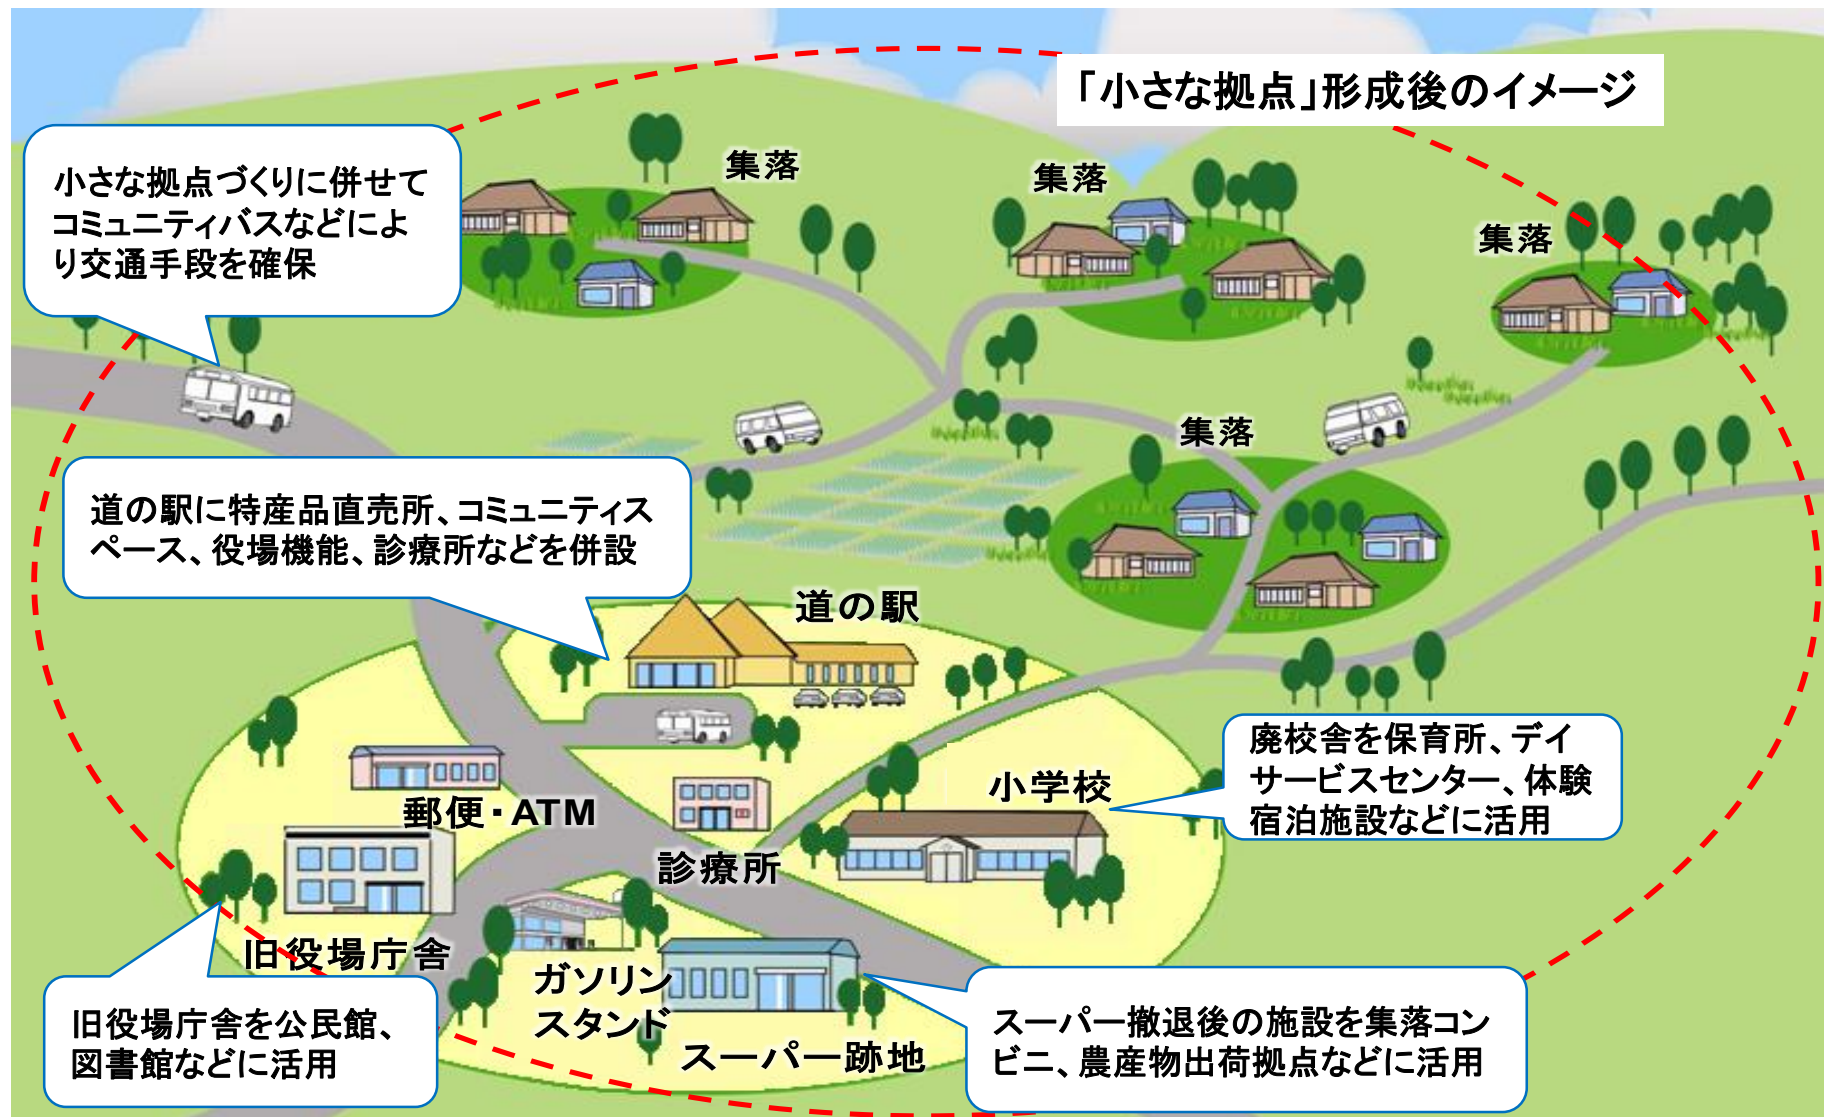 「小さな拠点」形成後のイメージ
小さな拠点づくりに併せて
コミュニティバスなどによ
り交通手段を確保
集落
集落
集落
集落
道の駅に特産品直売所、コミュニティス
ペース、役場機能、診療所などを併設
道の駅
廃校舎を保育所、デイ
サービスセンター、体験
宿泊施設などに活用
小学校
郵便・ATM
診療所
旧役場庁舎
ガソリン
スタンド
旧役場庁舎を公民館、
図書館などに活用
スーパー跡地
スーパー撤退後の施設を集落コン
ビニ、農産物出荷拠点などに活用